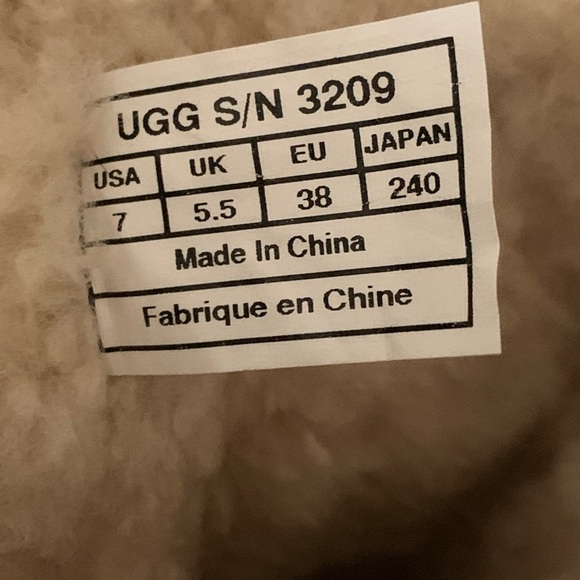 UGG S/N 3209
USA UK EU JAPAN
7 5.5 38 240
Made In China
Fabrique en Chine